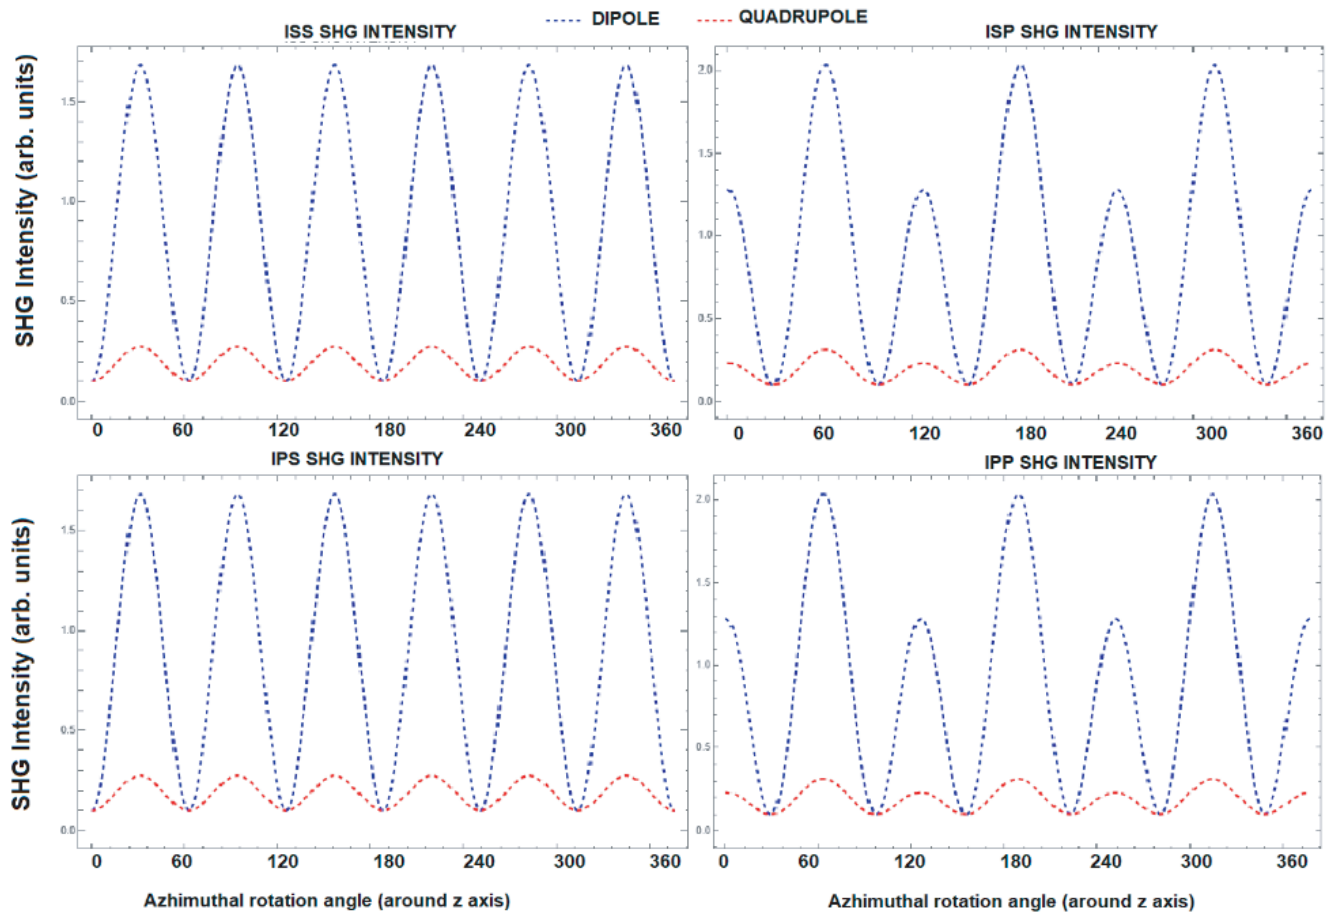 DIPOLE QUADRUPOLE
ISS SHG INTENSITY
ISP SHG INTENSITY
SHG Intensity (arb. units)
1.5
1.0
0.5
0.0
0 60 120 180 240 300 360
2.0
1.5
1.0
0.5
0.0
0 60 120 180 240 300 360
IPS SHG INTENSITY
IPP SHG INTENSITY
SHG Intensity (arb. units)
1.5
1.0
0.5
0.0
0 60 120 180 240 300 360
2.0
1.5
1.0
0.5
0.0
0 60 120 180 240 300 360
Azhimuthal rotation angle (around z axis)
Azhimuthal rotation angle (around z axis)